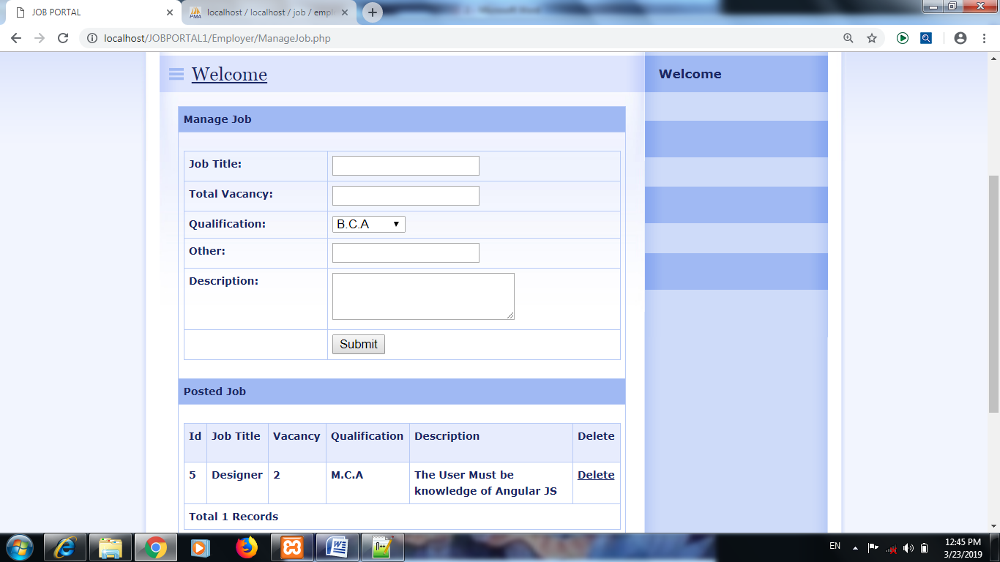 JOB PORTAL
localhost / localhost / job / empl
localhost/JOBPORTAL1/Employer/ManageJob.php
Welcome
Welcome
Manage Job
Job Title:
Total Vacancy:
Qualification: B.C.A
Other:
Description:
Submit
Posted Job
Id Job Title Vacancy Qualification Description Delete
5 Designer 2 M.C.A The User Must be knowledge of Angular JS Delete
Total 1 Records
EN
12:45 PM
3/23/2019